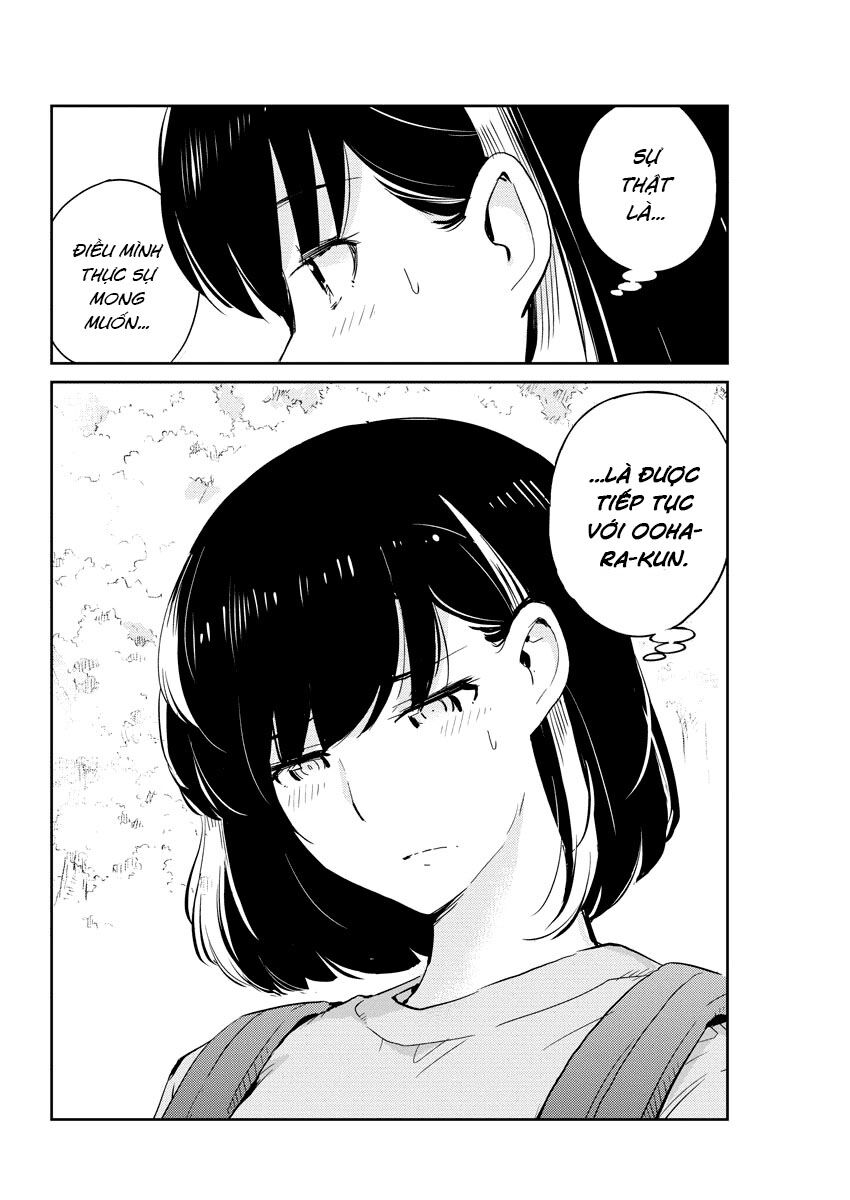 SỰ
THẬT
LÀ...
ĐIỀU MÌNH
THỰC SỰ
MONG
MUỐN...
...LÀ ĐƯỢC
TIẾP TỤC
VỚI OOHA-
RA-KUN.